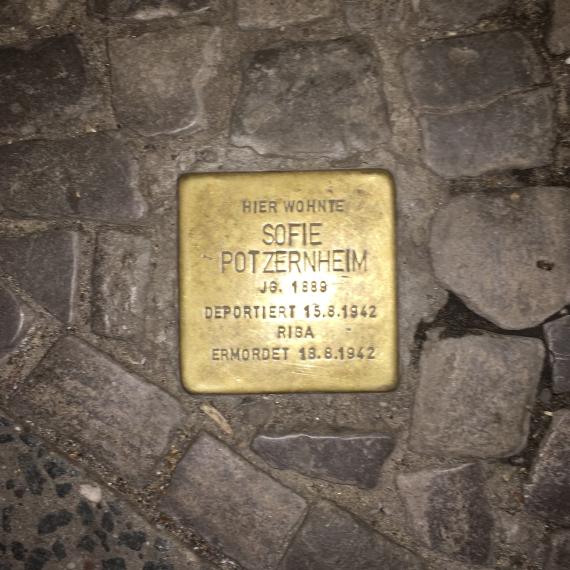 HIER WOHNTE
SOFIE
POTZERNHEIM
JG. 1889
DEPORTIERT 15.8.1942
RIGA
ERMORDET 18.8.1942